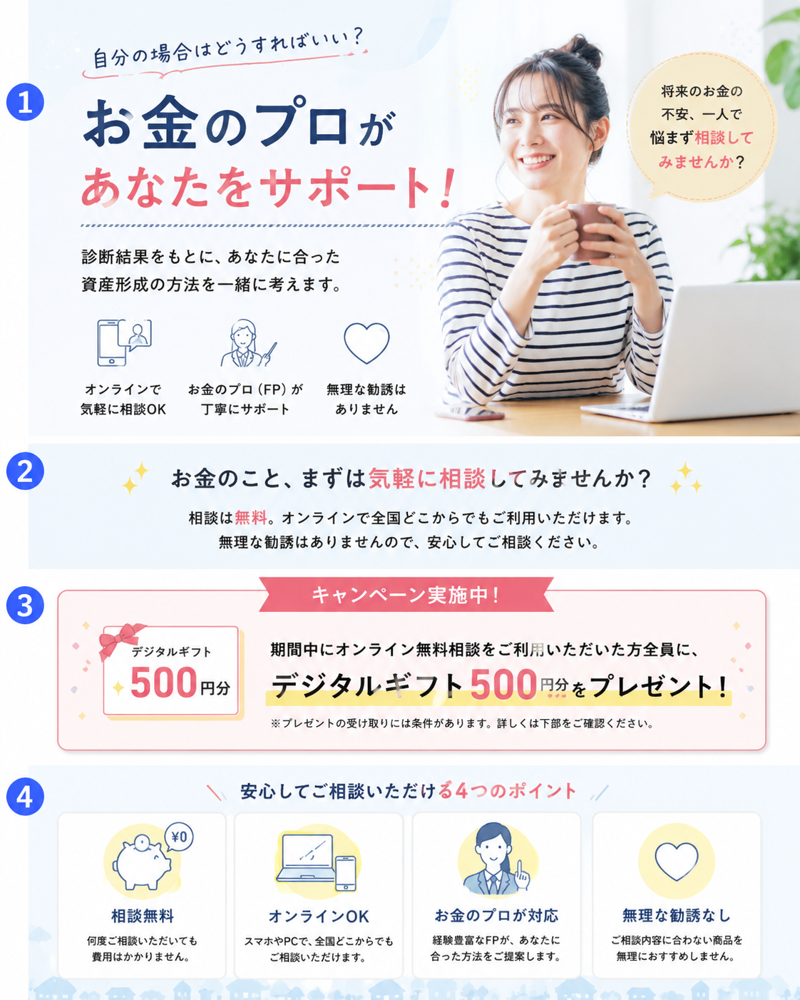 1
自分の場合はどうすればいい？
お金のプロが
あなたをサポート！
将来のお金の
不安、一人で
悩まず相談して
みませんか？
診断結果をもとに、あなたに合った
資産形成の方法を一緒に考えます。
オンラインで
気軽に相談OK
お金のプロ（FP）が
丁寧にサポート
無理な勧誘は
ありません
2
お金のこと、まずは気軽に相談してみませんか？
相談は無料。オンラインで全国どこからでもご利用いただけます。
無理な勧誘はありませんので、安心してご相談ください。
3
キャンペーン実施中！
デジタルギフト
500円分
期間中にオンライン無料相談をご利用いただいた方全員に、
デジタルギフト500円分をプレゼント！
※プレゼントの受け取りには条件があります。詳しくは下部をご確認ください。
4
安心してご相談いただける4つのポイント
¥0
相談無料
何度ご相談いただいても
費用はかかりません。
オンラインOK
スマホやPCで、全国どこからでも
ご相談いただけます。
お金のプロが対応
経験豊富なFPが、あなたに
合った方法をご提案します。
無理な勧誘なし
ご相談内容に合わない商品を
無理におすすめしません。